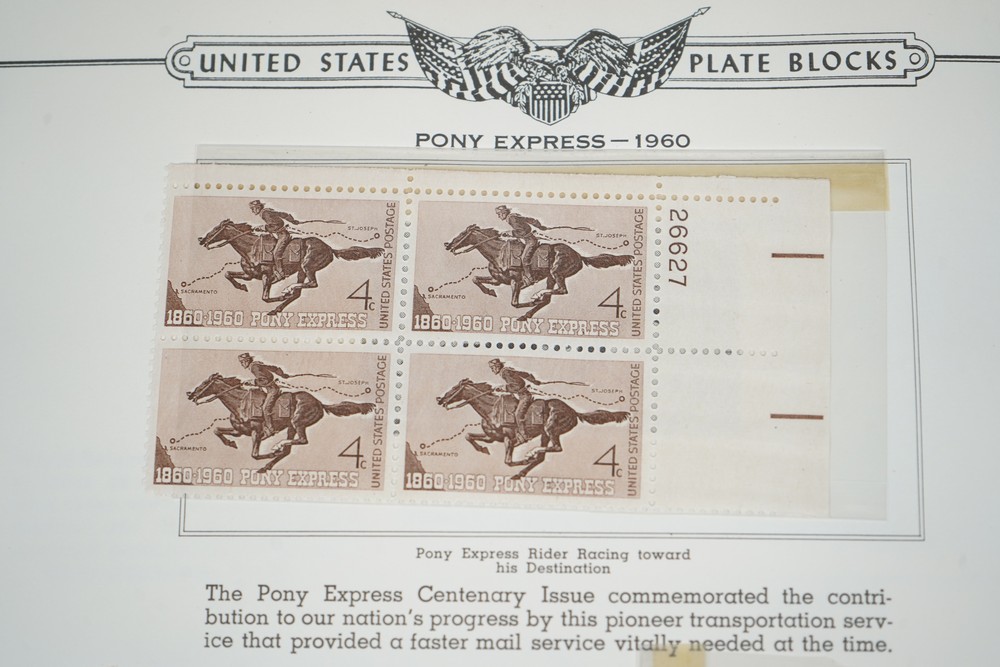 UNITED STATES PLATE BLOCKS
PONY EXPRESS—1960
ST. JOSEPH
SACRAMENTO
4c
UNITED STATES POSTAGE
1860-1960 PONY EXPRESS
ST. JOSEPH
SACRAMENTO
4c
UNITED STATES POSTAGE
1860-1960 PONY EXPRESS
26627
ST. JOSEPH
SACRAMENTO
4c
UNITED STATES POSTAGE
1860-1960 PONY EXPRESS
ST. JOSEPH
SACRAMENTO
4c
UNITED STATES POSTAGE
1860-1960 PONY EXPRESS
Pony Express Rider Racing toward
his Destination
The Pony Express Centenary Issue commemorated the contri-
bution to our nation's progress by this pioneer transportation serv-
ice that provided a faster mail service vitally needed at the time.